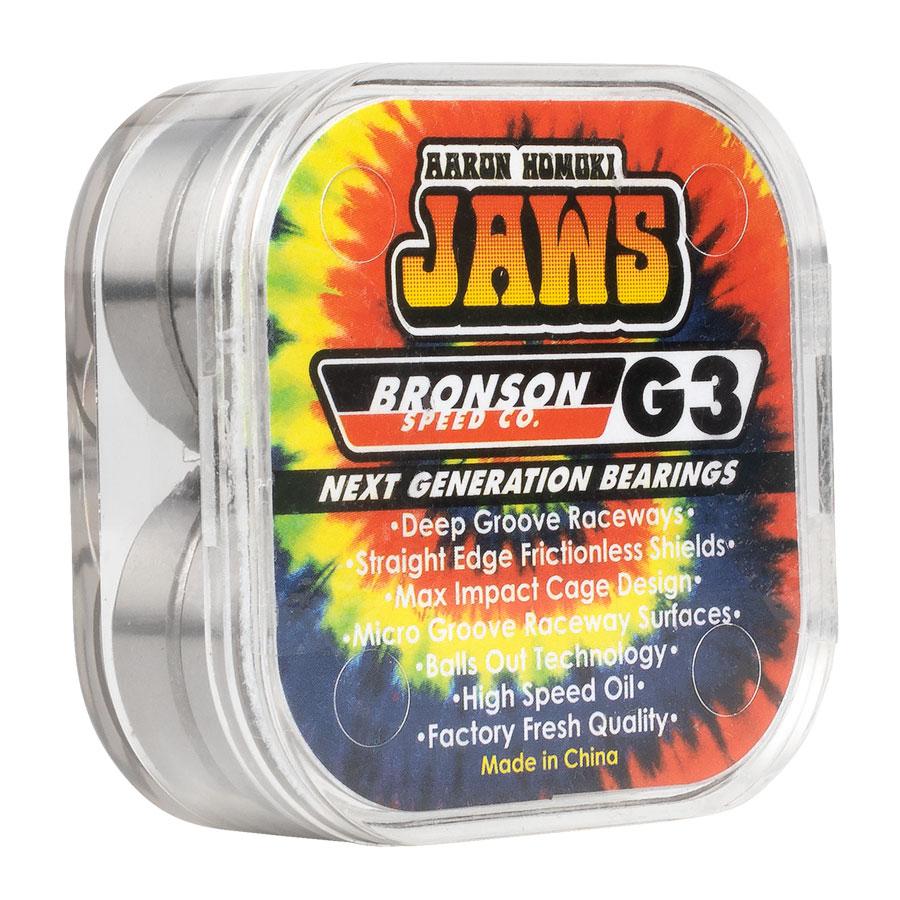 AARON HOMOKI
JAWS
BRONSON G3
SPEED CO.
NEXT GENERATION BEARINGS
•Deep Groove Raceways•
•Straight Edge Frictionless Shields•
•Max Impact Cage Design•
•Micro Groove Raceway Surfaces•
•Balls Out Technology•
•High Speed Oil•
•Factory Fresh Quality•
Made in China